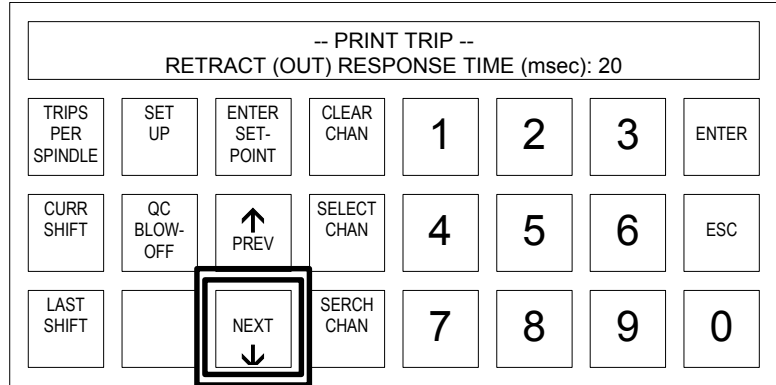 -- PRINT TRIP --
RETRACT (OUT) RESPONSE TIME (msec): 20
TRIPS
PER
SPINDLE
SET
UP
ENTER
SET-
POINT
CLEAR
CHAN
1
2
3
ENTER
CURR
SHIFT
QC
BLOW-
OFF
PREV
SELECT
CHAN
4
5
6
ESC
LAST
SHIFT
NEXT
SERCH
CHAN
7
8
9
0